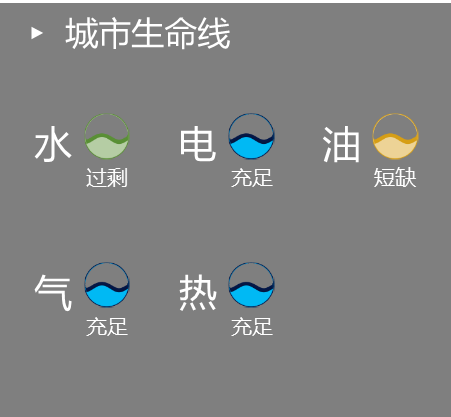 城市生命线
水 电 油
过剩 充足 短缺
气 热
充足 充足